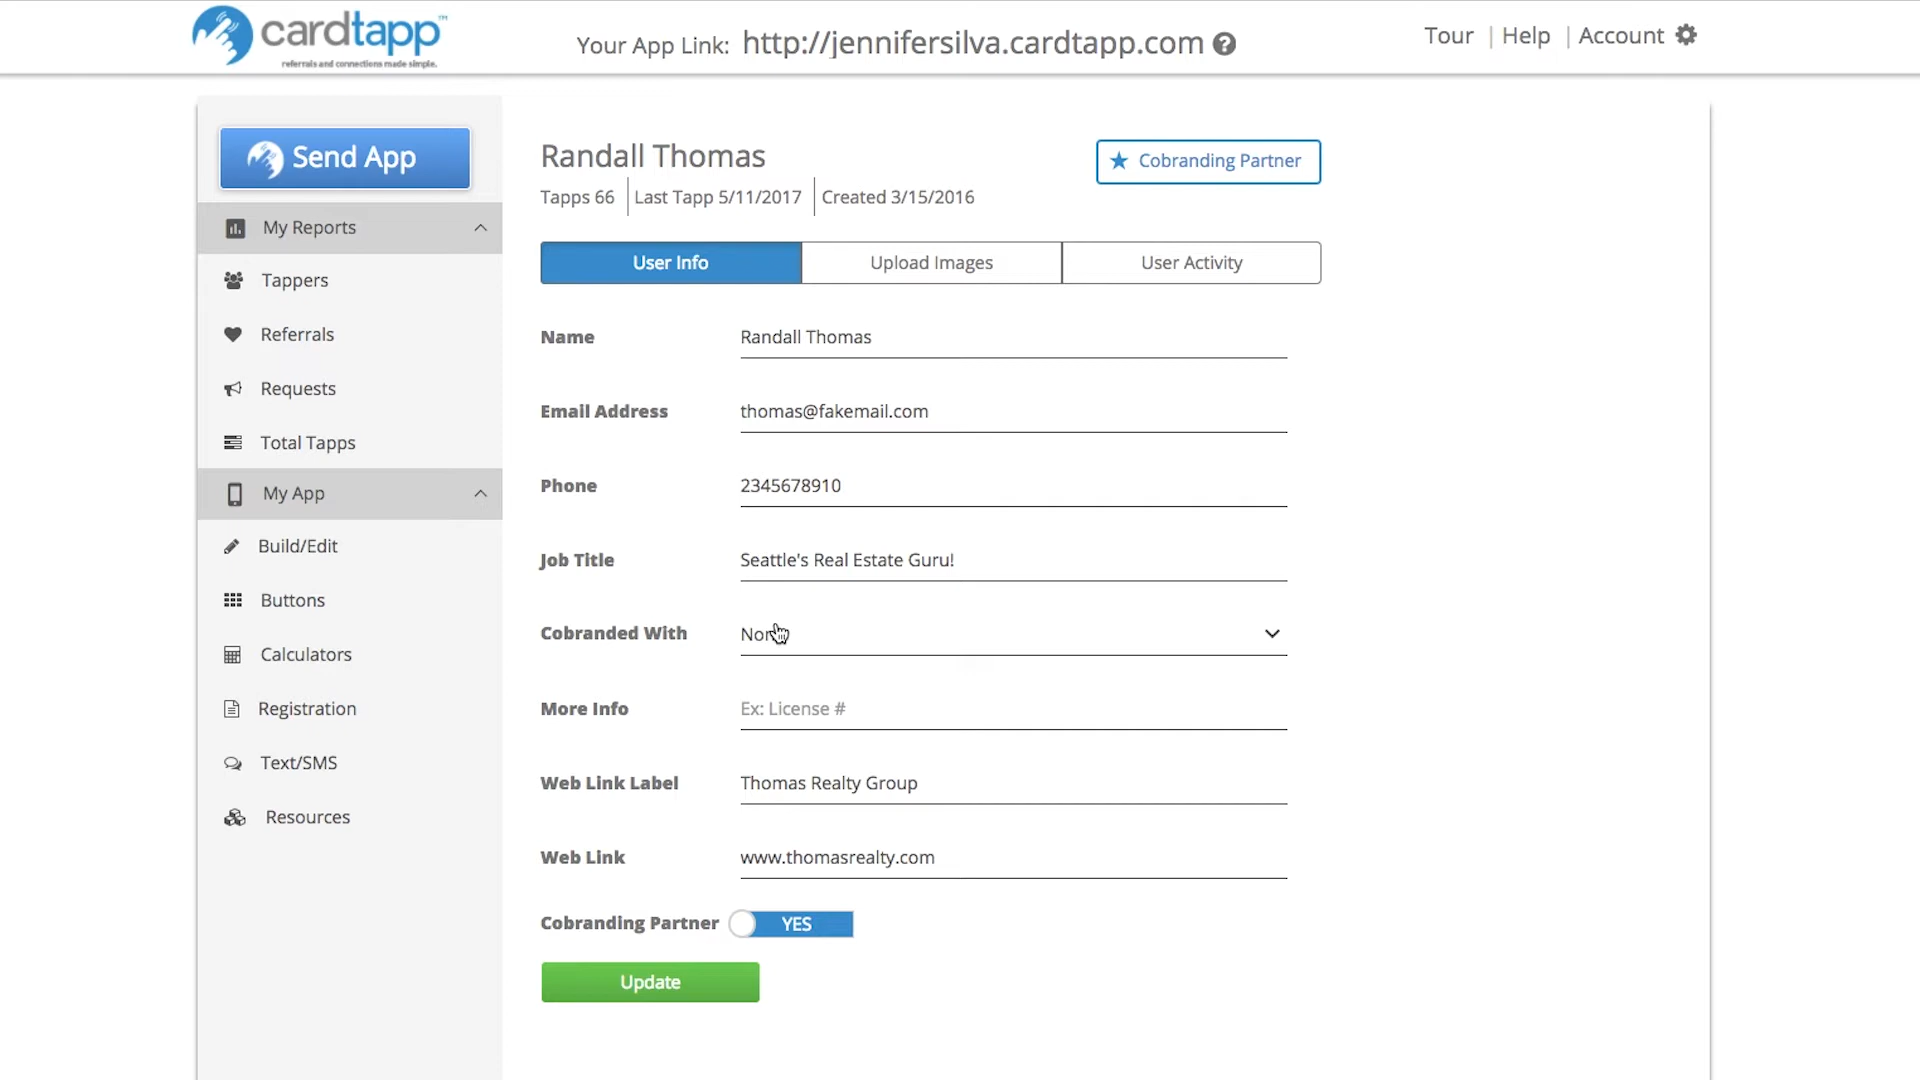 cardtapp™
referrals and connections made simple.
Your App Link: http://jennifersilva.cardtapp.com ?
Tour | Help | Account
Send App
My Reports
Tappers
Referrals
Requests
Total Tapps
My App
Build/Edit
Buttons
Calculators
Registration
Text/SMS
Resources
Randall Thomas
Cobranding Partner
Tapps 66 | Last Tapp 5/11/2017 | Created 3/15/2016
User Info
Upload Images
User Activity
Name Randall Thomas
Email Address thomas@fakemail.com
Phone 2345678910
Job Title Seattle's Real Estate Guru!
Cobranded With
More Info Ex: License #
Web Link Label Thomas Realty Group
Web Link www.thomasrealty.com
Cobranding Partner YES
Update